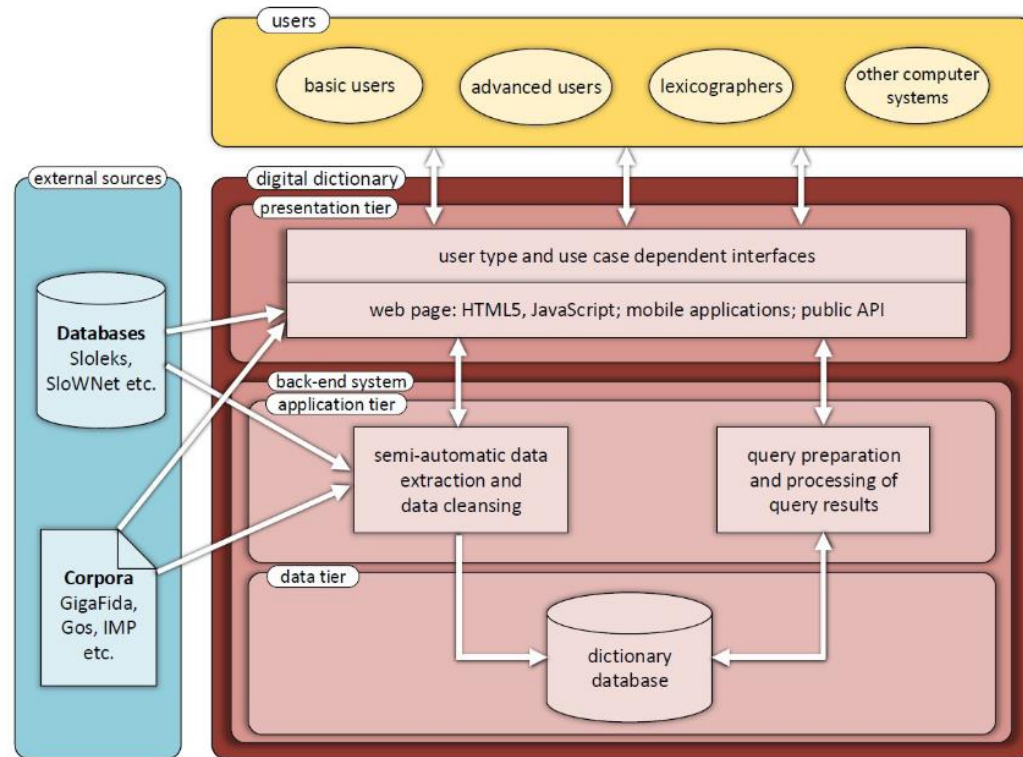 users
basic users
advanced users
lexicographers
other computer
systems
external sources
Databases
Sloleks,
SloWNet etc.
Corpora
GigaFida,
Gos, IMP
etc.
digital dictionary
presentation tier
user type and use case dependent interfaces
web page: HTML5, JavaScript; mobile applications; public API
back-end system
application tier
semi-automatic data
extraction and
data cleansing
query preparation
and processing of
query results
data tier
dictionary
database